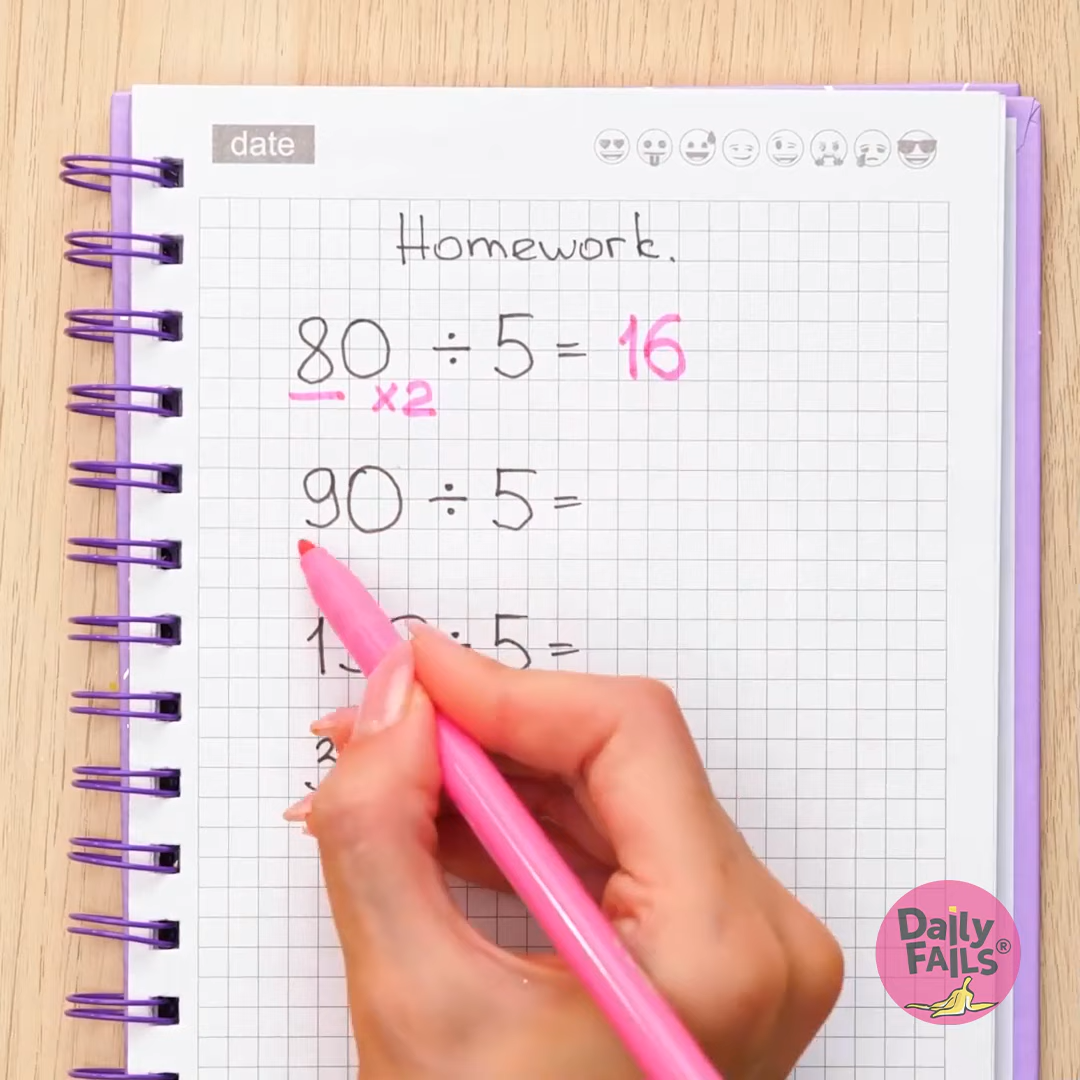 date
Homework.
80 ÷ 5 = 16
×2
90 ÷ 5 =
÷ 5 =
Daily
FAILS®